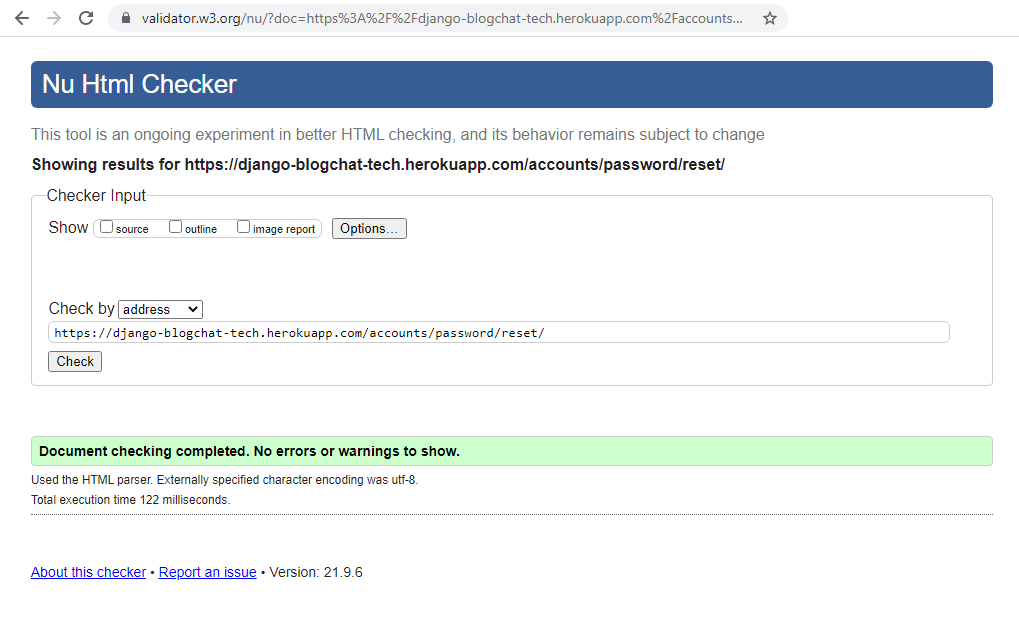 validator.w3.org/nu/?doc=https%3A%2F%2Fdjango-blogchat-tech.herokuapp.com%2Faccounts...
Nu Html Checker
This tool is an ongoing experiment in better HTML checking, and its behavior remains subject to change
Showing results for https://django-blogchat-tech.herokuapp.com/accounts/password/reset/
Checker Input
Show source outline image report Options...
Check by address
https://django-blogchat-tech.herokuapp.com/accounts/password/reset/
Check
Document checking completed. No errors or warnings to show.
Used the HTML parser. Externally specified character encoding was utf-8.
Total execution time 122 milliseconds.
About this checker • Report an issue • Version: 21.9.6